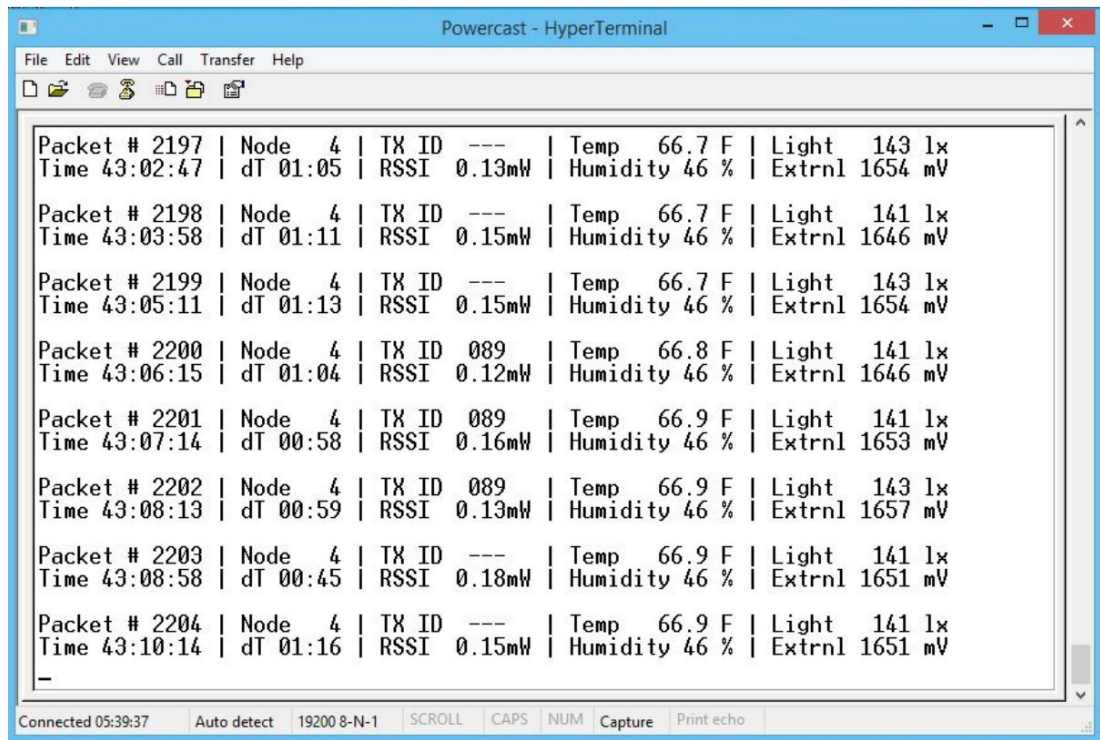 Powercast - HyperTerminal
File Edit View Call Transfer Help
Packet # 2197 | Node 4 | TX ID --- | Temp 66.7 F | Light 143 lx
Time 43:02:47 | dT 01:05 | RSSI 0.13mW | Humidity 46 % | Extrnl 1654 mV
Packet # 2198 | Node 4 | TX ID --- | Temp 66.7 F | Light 141 lx
Time 43:03:58 | dT 01:11 | RSSI 0.15mW | Humidity 46 % | Extrnl 1646 mV
Packet # 2199 | Node 4 | TX ID --- | Temp 66.7 F | Light 143 lx
Time 43:05:11 | dT 01:13 | RSSI 0.15mW | Humidity 46 % | Extrnl 1654 mV
Packet # 2200 | Node 4 | TX ID 089 | Temp 66.8 F | Light 141 lx
Time 43:06:15 | dT 01:04 | RSSI 0.12mW | Humidity 46 % | Extrnl 1646 mV
Packet # 2201 | Node 4 | TX ID 089 | Temp 66.9 F | Light 141 lx
Time 43:07:14 | dT 00:58 | RSSI 0.16mW | Humidity 46 % | Extrnl 1653 mV
Packet # 2202 | Node 4 | TX ID 089 | Temp 66.9 F | Light 143 lx
Time 43:08:13 | dT 00:59 | RSSI 0.13mW | Humidity 46 % | Extrnl 1657 mV
Packet # 2203 | Node 4 | TX ID --- | Temp 66.9 F | Light 141 lx
Time 43:08:58 | dT 00:45 | RSSI 0.18mW | Humidity 46 % | Extrnl 1651 mV
Packet # 2204 | Node 4 | TX ID --- | Temp 66.9 F | Light 141 lx
Time 43:10:14 | dT 01:16 | RSSI 0.15mW | Humidity 46 % | Extrnl 1651 mV
Connected 05:39:37 Auto detect 19200 8-N-1 SCROLL CAPS NUM Capture Print echo